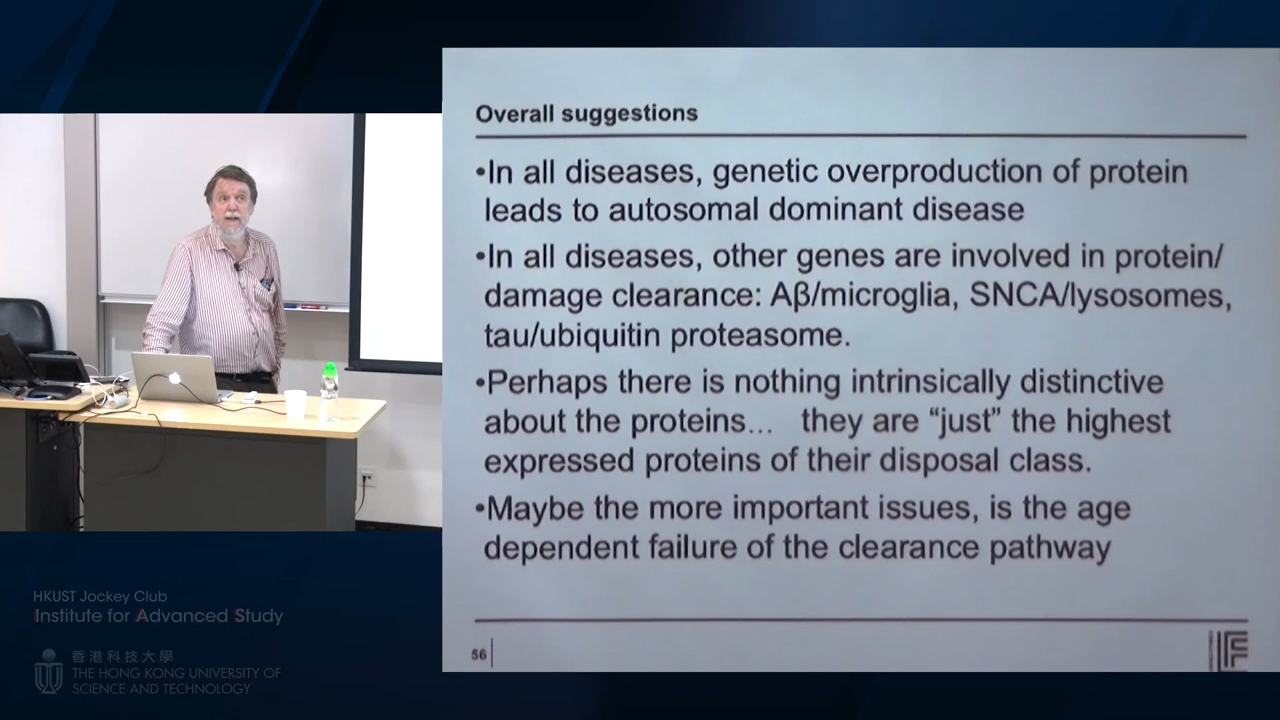 Overall suggestions
•In all diseases, genetic overproduction of protein
leads to autosomal dominant disease
•In all diseases, other genes are involved in protein/
damage clearance: Aβ/microglia, SNCA/lysosomes,
tau/ubiquitin proteasome.
•Perhaps there is nothing intrinsically distinctive
about the proteins... they are “just” the highest
expressed proteins of their disposal class.
•Maybe the more important issues, is the age
dependent failure of the clearance pathway
56
HKUST Jockey Club
Institute for Advanced Study
香港科技大學
THE HONG KONG UNIVERSITY OF
SCIENCE AND TECHNOLOGY